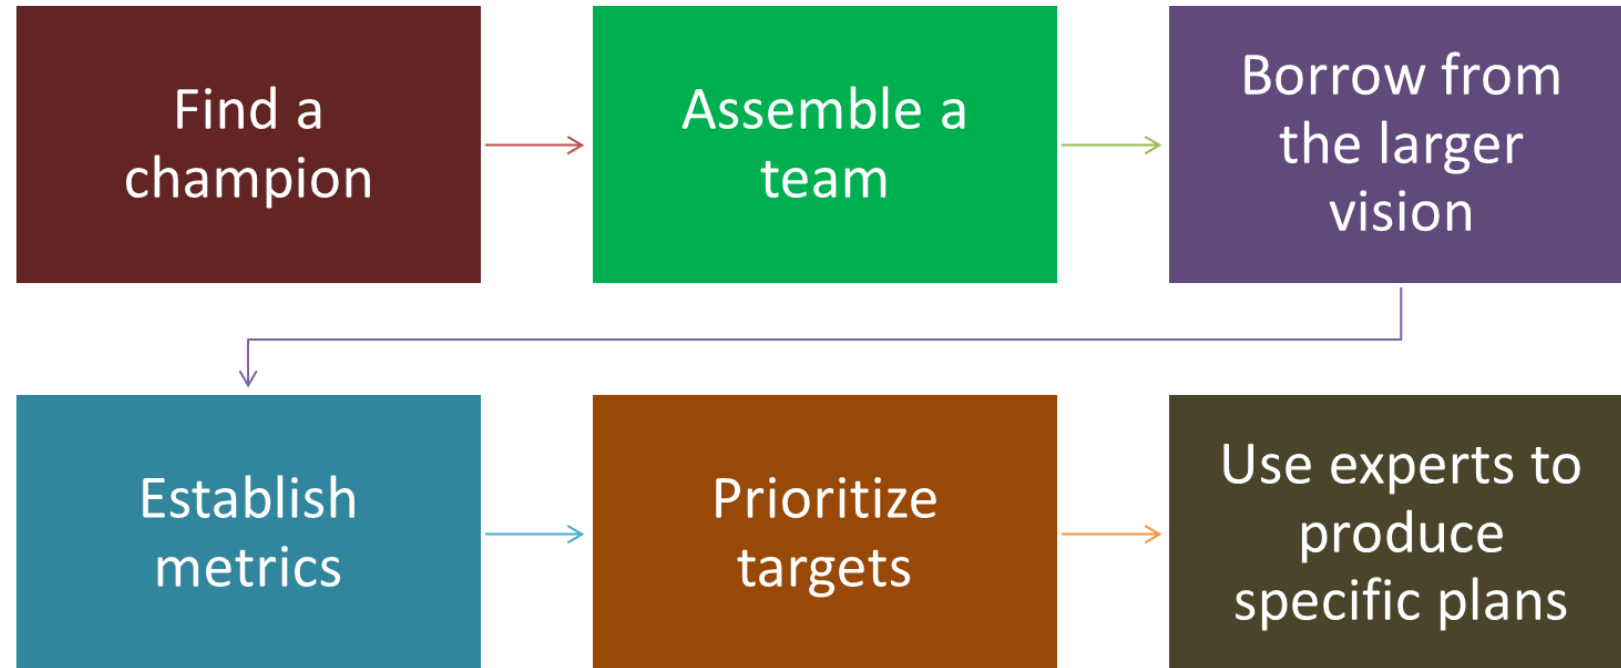 Find a
champion
Assemble a
team
Borrow from
the larger
vision
Establish
metrics
Prioritize
targets
Use experts to
produce
specific plans